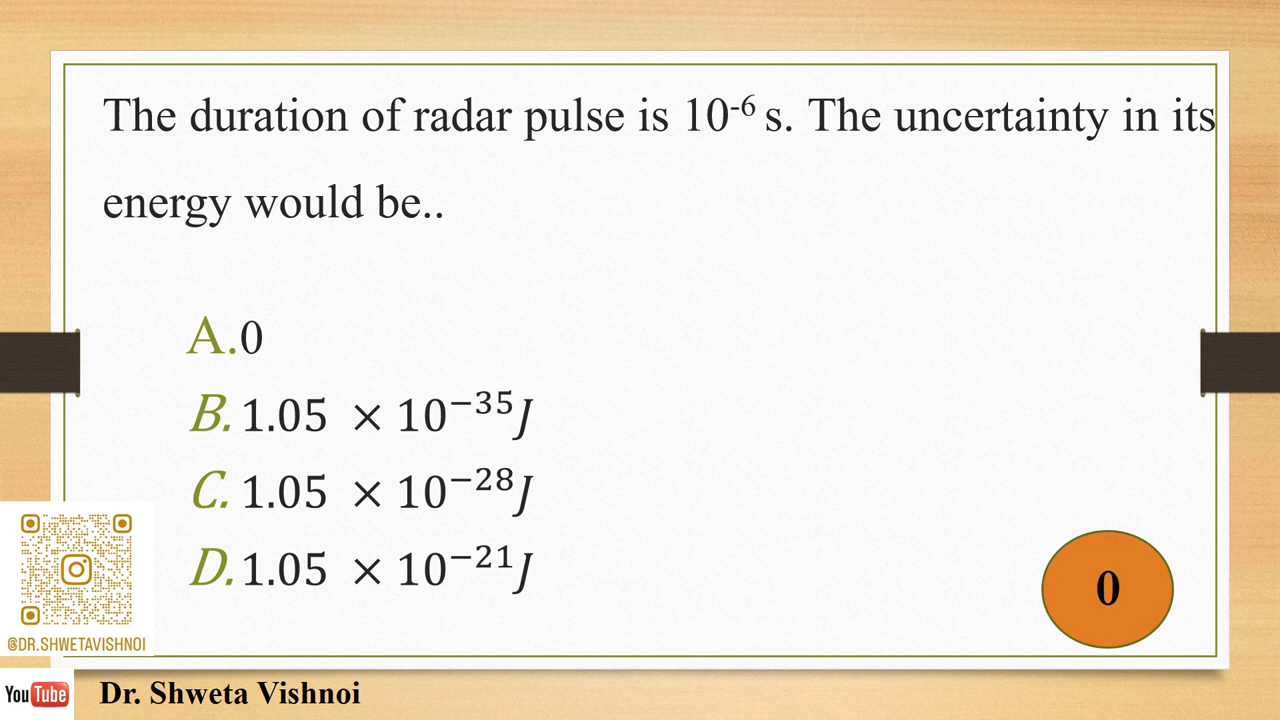 The duration of radar pulse is 10⁻⁶ s. The uncertainty in its
energy would be..
A.0
B. 1.05 × 10⁻³⁵J
C. 1.05 × 10⁻²⁸J
D. 1.05 × 10⁻²¹J
0
@DR.SHWETAVISHNOI
YouTube
Dr. Shweta Vishnoi